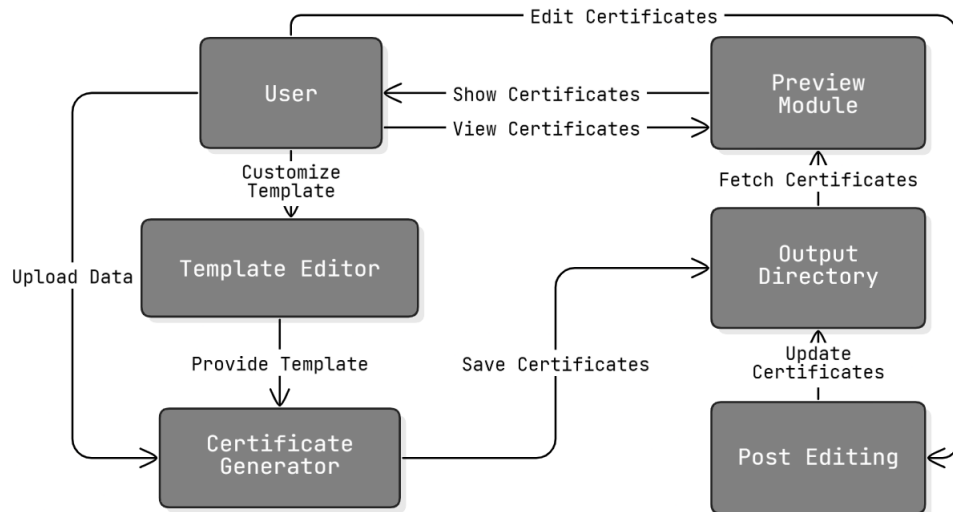 Edit Certificates
User
Preview
Module
Show Certificates
View Certificates
Customize
Template
Fetch Certificates
Template Editor
Output
Directory
Upload Data
Provide Template
Save Certificates
Update
Certificates
Certificate
Generator
Post Editing